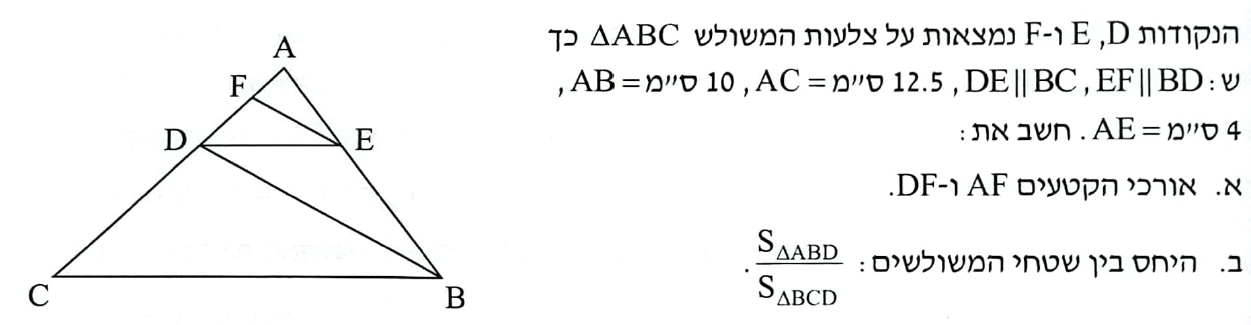 הנקודות E ,D ו-F נמצאות על צלעות המשולש ΔABC כך
ש: DE || BC , EF || BD , 12.5 ס״מ = AC , 10 ס״מ = AB ,
4 ס״מ = AE . חשב את :
א. אורכי הקטעים AF ו-DF.
ב. היחס בין שטחי המשולשים : S_ΔABD / S_ΔBCD .
A
F
D
E
C
B